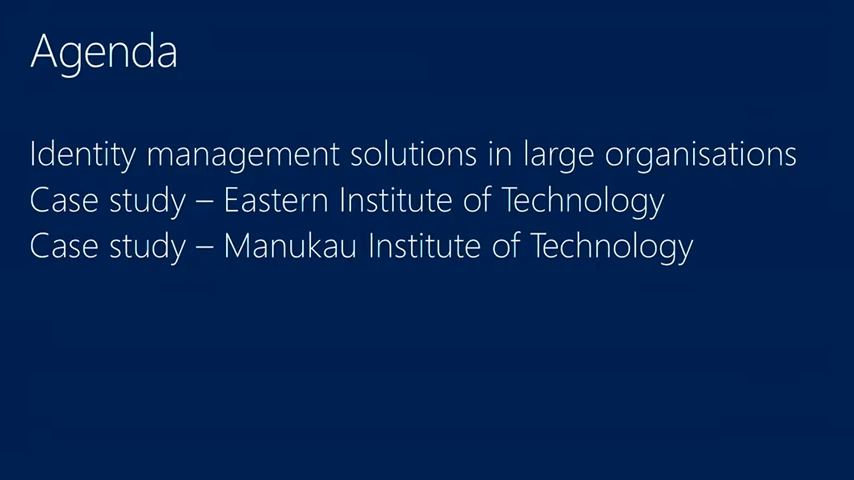 Agenda
Identity management solutions in large organisations
Case study – Eastern Institute of Technology
Case study – Manukau Institute of Technology